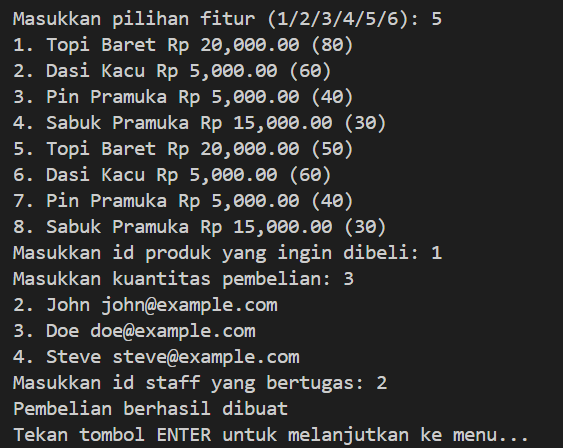 Masukkan pilihan fitur (1/2/3/4/5/6): 5
1. Topi Baret Rp 20,000.00 (80)
2. Dasi Kacu Rp 5,000.00 (60)
3. Pin Pramuka Rp 5,000.00 (40)
4. Sabuk Pramuka Rp 15,000.00 (30)
5. Topi Baret Rp 20,000.00 (50)
6. Dasi Kacu Rp 5,000.00 (60)
7. Pin Pramuka Rp 5,000.00 (40)
8. Sabuk Pramuka Rp 15,000.00 (30)
Masukkan id produk yang ingin dibeli: 1
Masukkan kuantitas pembelian: 3
2. John john@example.com
3. Doe doe@example.com
4. Steve steve@example.com
Masukkan id staff yang bertugas: 2
Pembelian berhasil dibuat
Tekan tombol ENTER untuk melanjutkan ke menu...